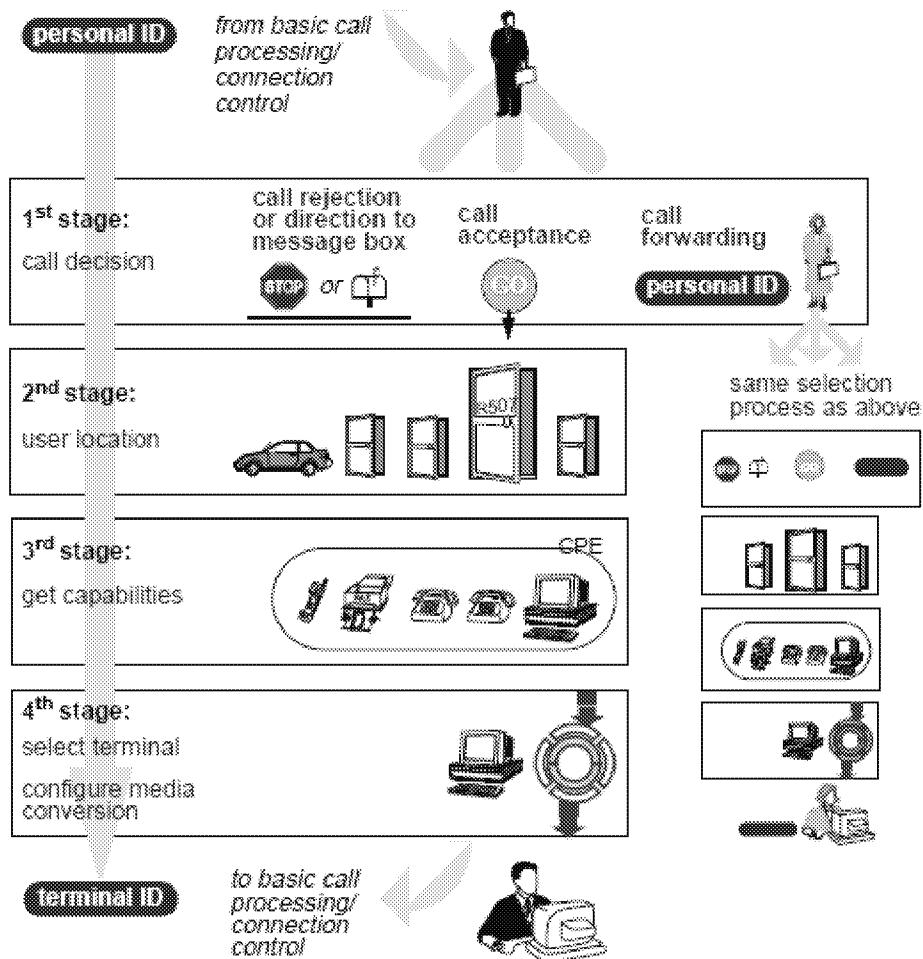 personal ID
from basic call
processing/
connection
control
1st stage:
call decision
call rejection
or direction to
message box
STOP or
call
acceptance
GO
call
forwarding
personal ID
2nd stage:
user location
R507
same selection
process as above
3rd stage:
get capabilities
CPE
4th stage:
select terminal
configure media
conversion
terminal ID
to basic call
processing/
connection
control